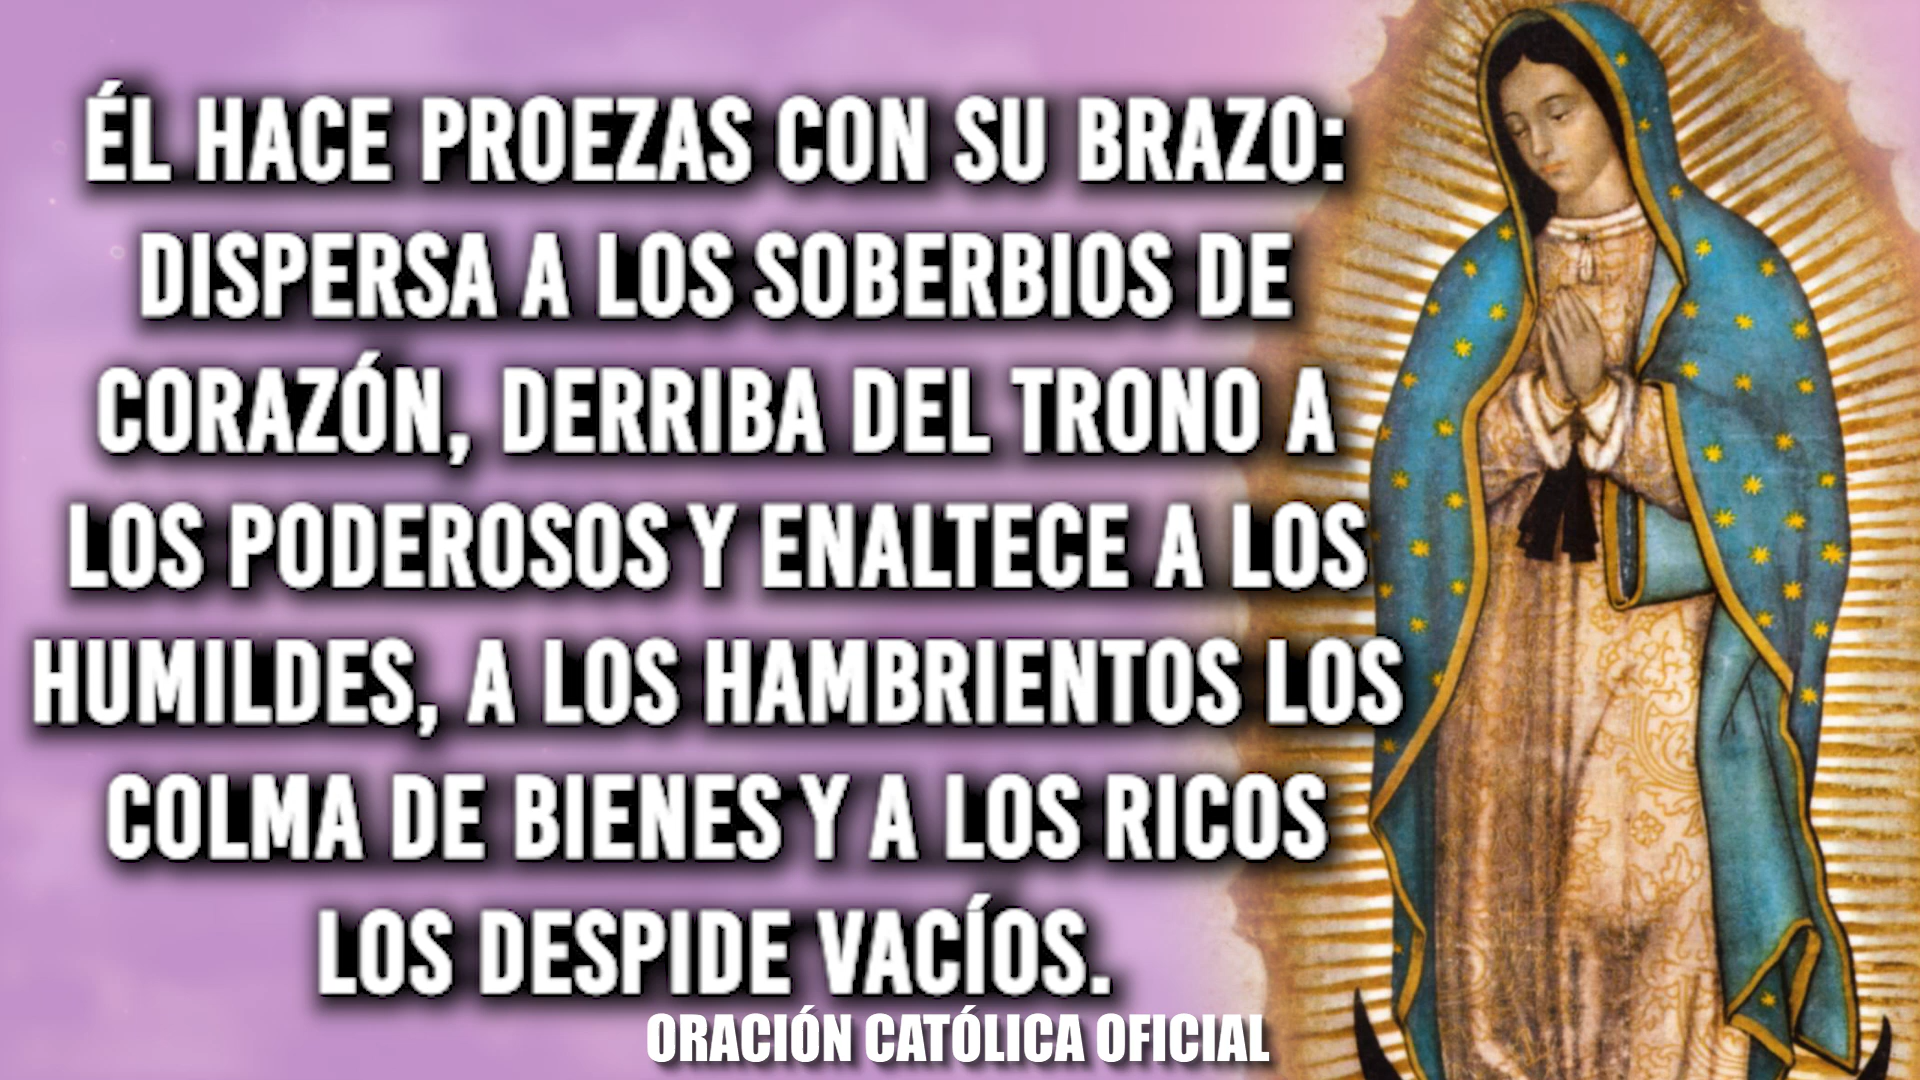 ÉL HACE PROEZAS CON SU BRAZO:
DISPERSA A LOS SOBERBIOS DE
CORAZÓN, DERRIBA DEL TRONO A
LOS PODEROSOS Y ENALTECE A LOS
HUMILDES, A LOS HAMBRIENTOS LOS
COLMA DE BIENES Y A LOS RICOS
LOS DESPIDE VACÍOS.
ORACIÓN CATÓLICA OFICIAL